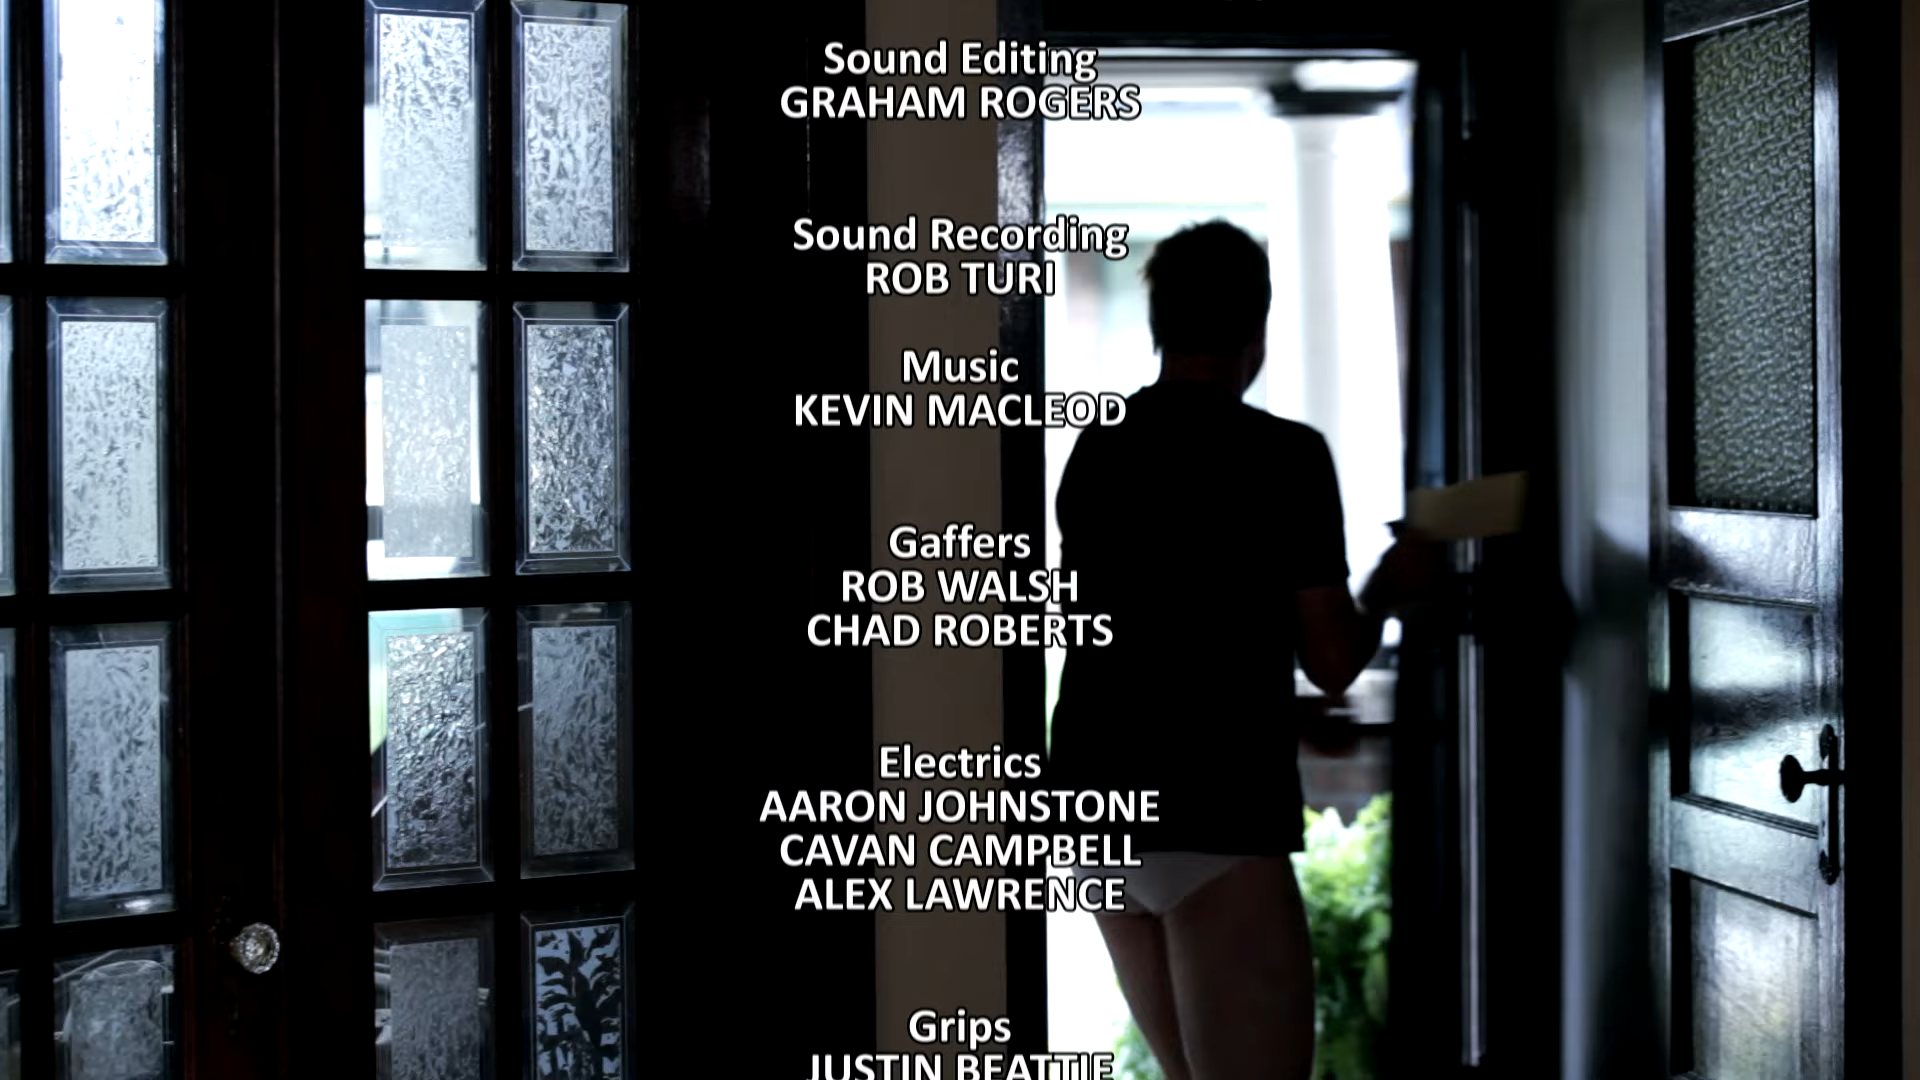 Sound Editing
GRAHAM ROGERS
Sound Recording
ROB TURI
Music
KEVIN MACLEOD
Gaffers
ROB WALSH
CHAD ROBERTS
Electrics
AARON JOHNSTONE
CAVAN CAMPBELL
ALEX LAWRENCE
Grips
JUSTIN BEATTIE